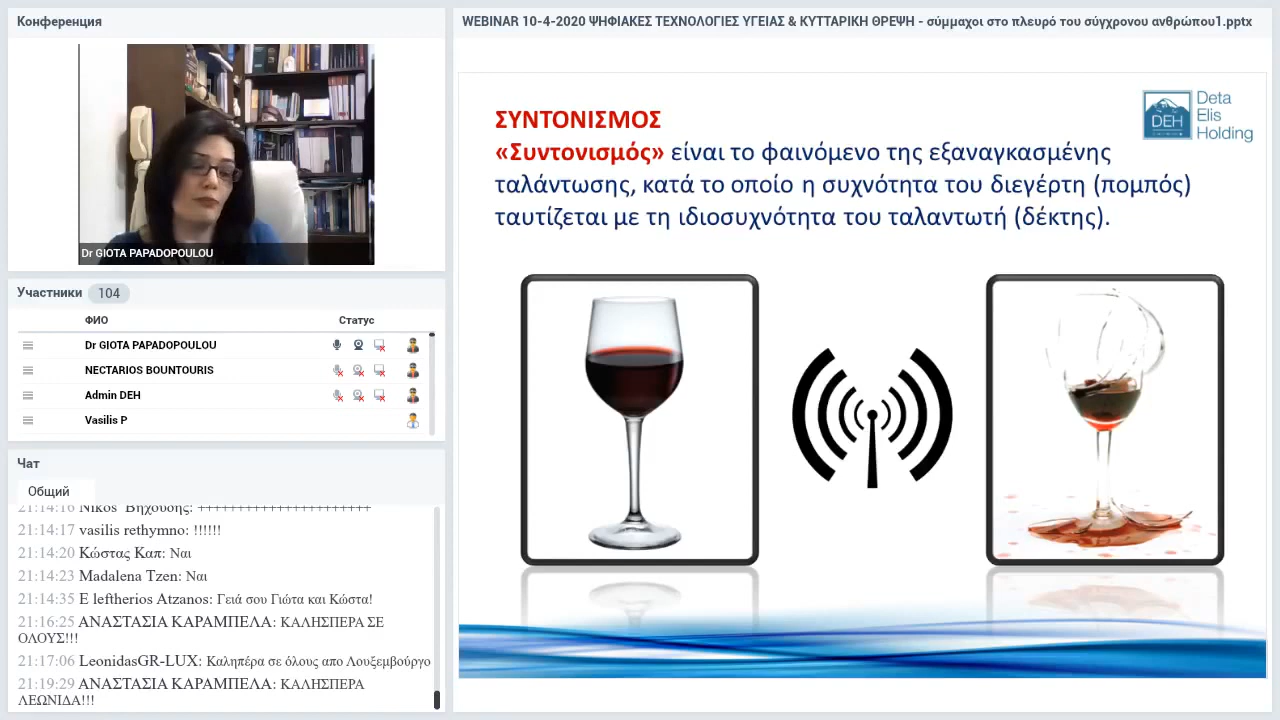 Конференция
Dr GIOTA PAPADOPOULOU
Участники 104
ФИО Статус
Dr GIOTA PAPADOPOULOU
NECTARIOS BOUNTOURIS
Admin DEH
Vasilis P
Чат
Общий
21:14:16 Nikos Βηχούδης: ++++++++++++++++++++++
21:14:17 vasilis rethymno: !!!!!!
21:14:20 Κώστας Καπ: Ναι
21:14:23 Madalena Tzen: Ναι
21:14:35 E leftherios Atzanos: Γειά σου Γιώτα και Κώστα!
21:16:25 ΑΝΑΣΤΑΣΙΑ ΚΑΡΑΜΠΕΛΑ: ΚΑΛΗΣΠΕΡΑ ΣΕ
ΟΛΟΥΣ!!!
21:17:06 LeonidasGR-LUX: Καληπέρα σε όλους απο Λουξεμβούργο
21:19:29 ΑΝΑΣΤΑΣΙΑ ΚΑΡΑΜΠΕΛΑ: ΚΑΛΗΣΠΕΡΑ
ΛΕΩΝΙΔΑ!!!
WEBINAR 10-4-2020 ΨΗΦΙΑΚΕΣ ΤΕΧΝΟΛΟΓΙΕΣ ΥΓΕΙΑΣ & ΚΥΤΤΑΡΙΚΗ ΘΡΕΨΗ - σύμμαχοι στο πλευρό του σύγχρονου ανθρώπου1.pptx
DEH
Deta
Elis
Holding
ΣΥΝΤΟΝΙΣΜΟΣ
«Συντονισμός» είναι το φαινόμενο της εξαναγκασμένης
ταλάντωσης, κατά το οποίο η συχνότητα του διεγέρτη (πομπός)
ταυτίζεται με τη ιδιοσυχνότητα του ταλαντωτή (δέκτης).